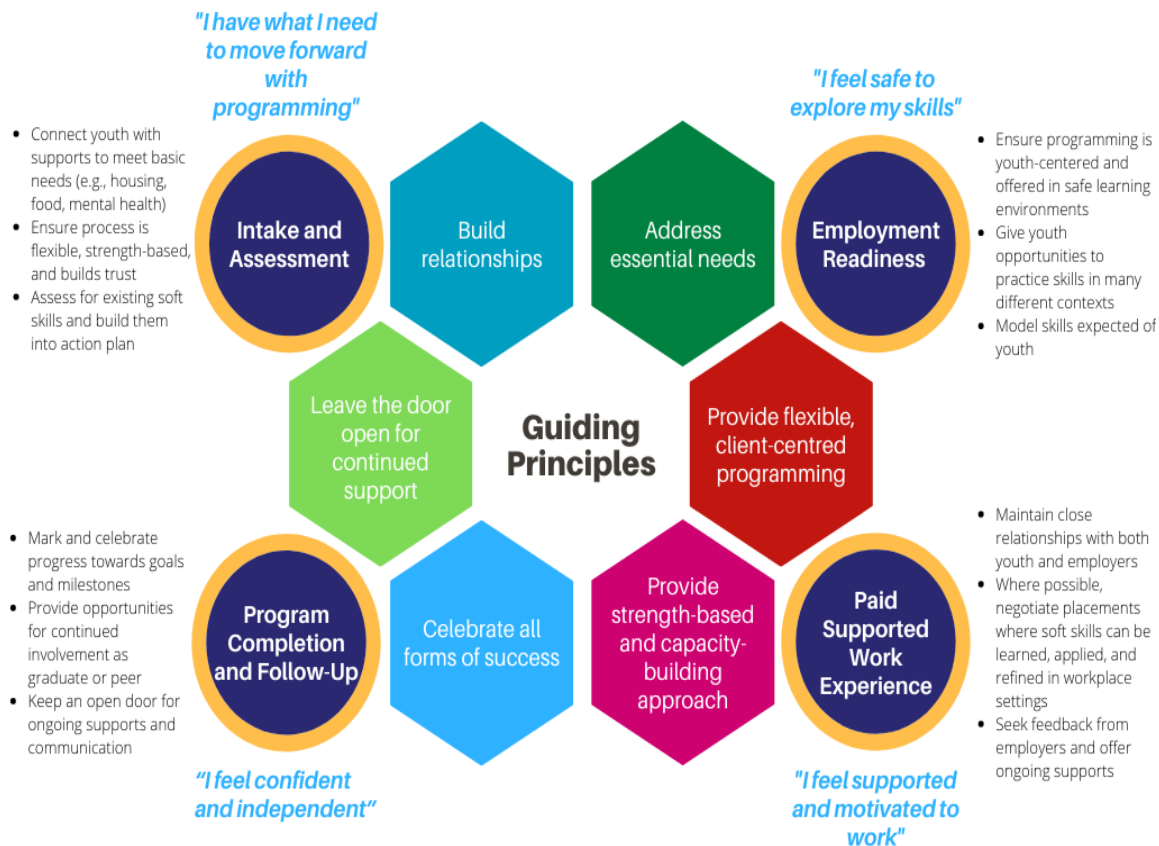 "I have what I need
to move forward
with
programming"
• Connect youth with
supports to meet basic
needs (e.g., housing,
food, mental health)
• Ensure process is
flexible, strength-based,
and builds trust
• Assess for existing soft
skills and build them
into action plan
Intake and
Assessment
Build
relationships
Address
essential needs
"I feel safe to
explore my skills"
Employment
Readiness
• Ensure programming is
youth-centered and
offered in safe learning
environments
• Give youth
opportunities to
practice skills in many
different contexts
• Model skills expected of
youth
Leave the door
open for
continued
support
Guiding
Principles
Provide flexible,
client-centred
programming
• Mark and celebrate
progress towards goals
and milestones
• Provide opportunities
for continued
involvement as
graduate or peer
• Keep an open door for
ongoing supports and
communication
Program
Completion
and Follow-Up
“I feel confident
and independent”
Celebrate all
forms of success
Provide
strength-based
and capacity-
building
approach
Paid
Supported
Work
Experience
"I feel supported
and motivated to
work"
• Maintain close
relationships with both
youth and employers
• Where possible,
negotiate placements
where soft skills can be
learned, applied, and
refined in workplace
settings
• Seek feedback from
employers and offer
ongoing supports